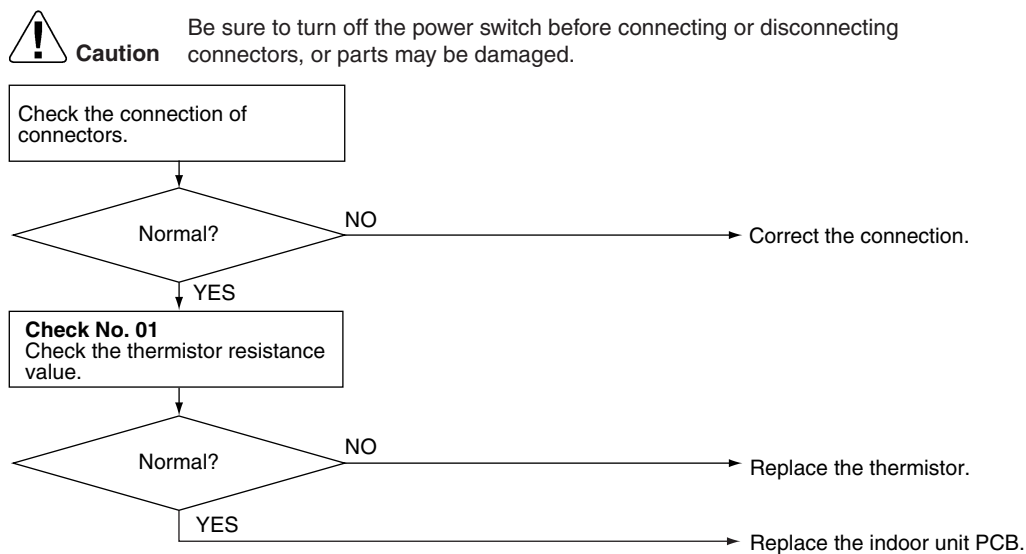 Be sure to turn off the power switch before connecting or disconnecting
Caution connectors, or parts may be damaged.
Check the connection of
connectors.
Normal?
NO
Correct the connection.
YES
Check No. 01
Check the thermistor resistance
value.
Normal?
NO
Replace the thermistor.
YES
Replace the indoor unit PCB.